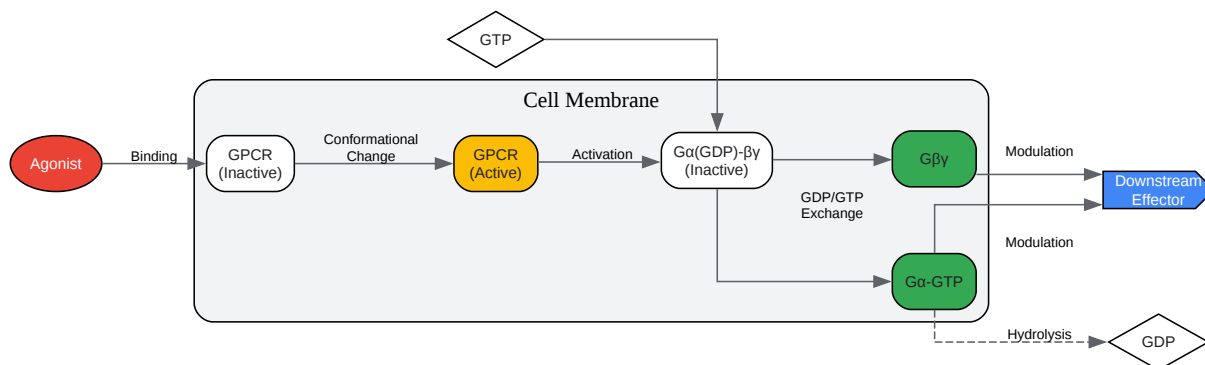 GTP
Cell Membrane
Agonist
Binding
GPCR
(Inactive)
Conformational
Change
GPCR
(Active)
Activation
Gα(GDP)-βγ
(Inactive)
GDP/GTP
Exchange
Gβγ
Modulation
Downstream
Effector
Gα-GTP
Modulation
Hydrolysis
GDP